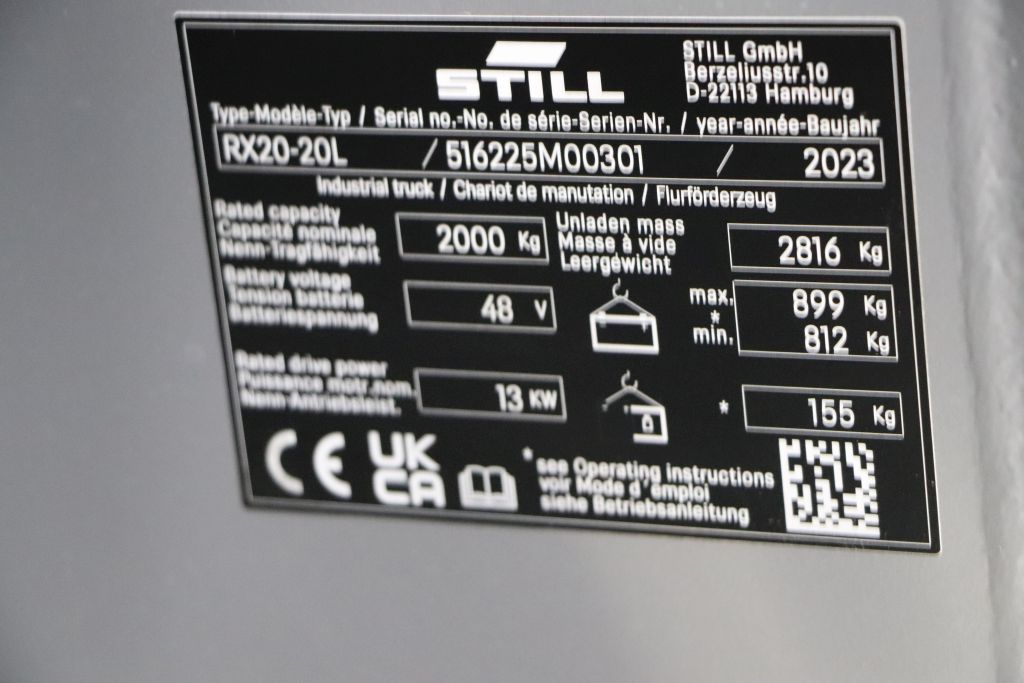 STILL
STILL GmbH
Berzeliusstr.10
D-22113 Hamburg
Type-Modèle-Typ / Serial no.-No. de série-Serien-Nr. / year-année-Baujahr
RX20-20L / 516225M00301 / 2023
Industrial truck / Chariot de manutation / Flurförderzeug
Rated capacity
Capacité nominale
Nenn-Tragfähigkeit
2000 Kg
Unladen mass
Masse à vide
Leergewicht
2816 Kg
Battery voltage
Tension batterie
Batteriespannung
48 V
max. 899 Kg
*
min. 812 Kg
Rated drive power
Puissance motr.nom.
Nenn-Antriebsleist.
13 KW
* 155 Kg
CE
UK
CA
* see Operating instructions
voir Mode d'emploi
siehe Betriebsanleitung